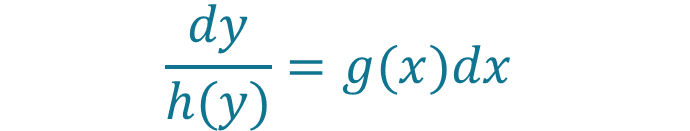 dy/h(y) = g(x)dx